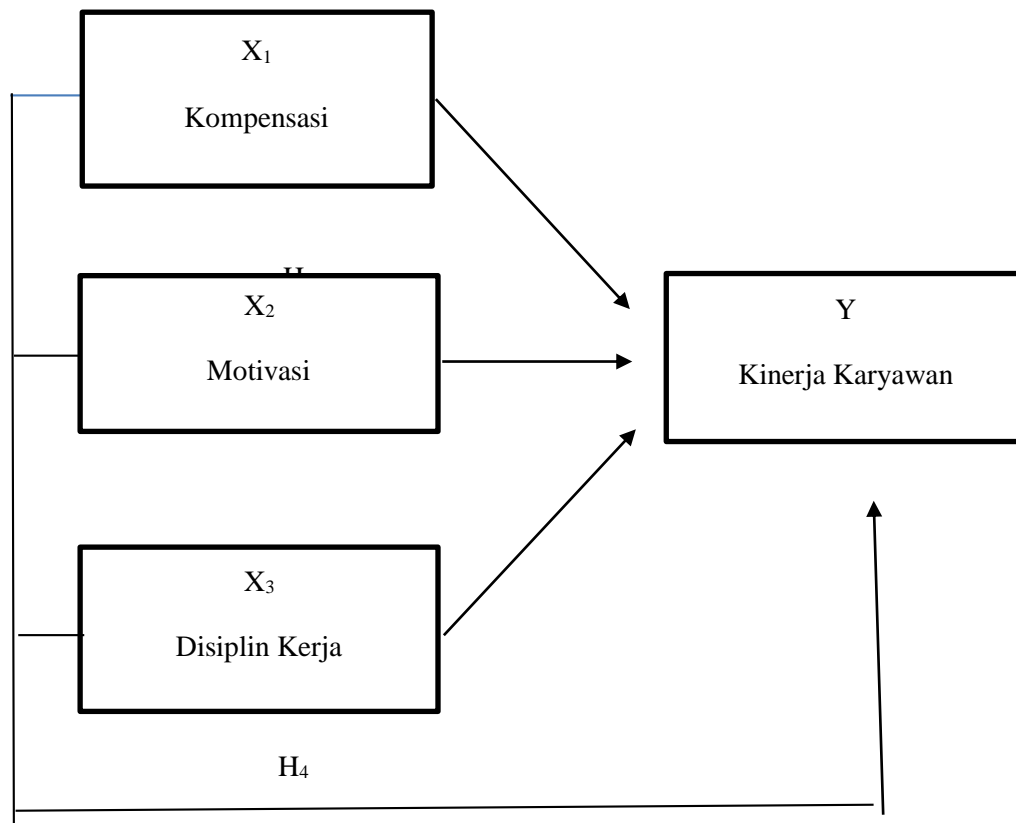 X₁
Kompensasi
X₂
Motivasi
Y
Kinerja Karyawan
X₃
Disiplin Kerja
H₄